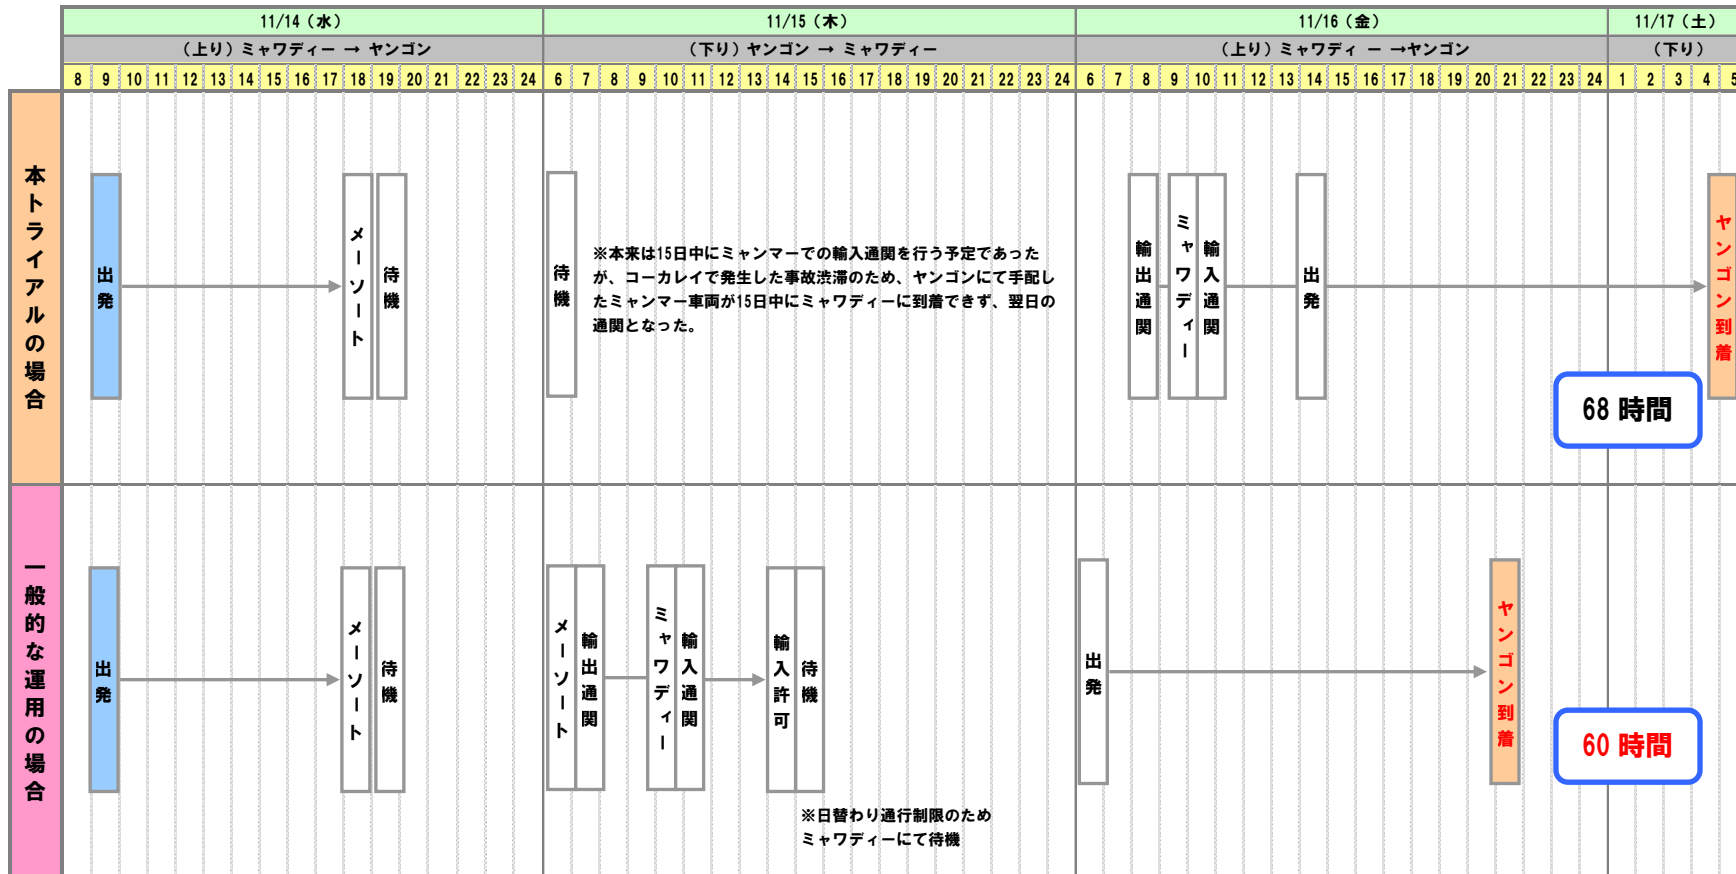 11/14（水） 11/15（木） 11/16（金） 11/17（土）
（上り）ミャワディー → ヤンゴン （下り）ヤンゴン → ミャワディー （上り）ミャワディ ー →ヤンゴン （下り）
8 9 10 11 12 13 14 15 16 17 18 19 20 21 22 23 24 6 7 8 9 10 11 12 13 14 15 16 17 18 19 20 21 22 23 24 6 7 8 9 10 11 12 13 14 15 16 17 18 19 20 21 22 23 24 1 2 3 4 5
本トライアルの場合
出発
メーソート
待機
待機
※本来は15日中にミャンマーでの輸入通関を行う予定であった
が、コーカレイで発生した事故渋滞のため、ヤンゴンにて手配し
たミャンマー車両が15日中にミャワディーに到着できず、翌日の
通関となった。
輸出通関
ミャワディー
輸入通関
出発
ヤンゴン到着
68 時間
一般的な運用の場合
出発
メーソート
待機
メーソート
輸出通関
ミャワディー
輸入通関
輸入許可
待機
※日替わり通行制限のため
ミャワディーにて待機
出発
ヤンゴン到着
60 時間